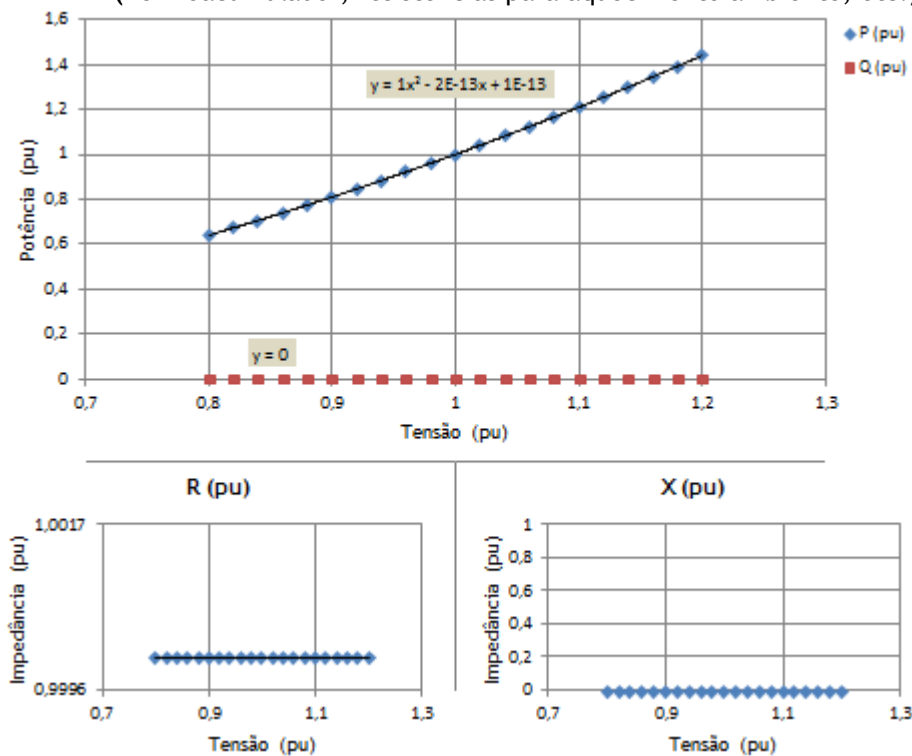 1,6
1,4
1,2
1
0,8
0,6
0,4
0,2
0
Potência (pu)
y = 1x² - 2E-13x + 1E-13
y = 0
0,7 0,8 0,9 1 1,1 1,2 1,3
Tensão (pu)
P (pu)
Q (pu)
R (pu)
1,0017
0,9996
Impedância (pu)
0,7 0,9 1,1 1,3
Tensão (pu)
X (pu)
1
0,8
0,6
0,4
0,2
0
Impedância (pu)
0,7 0,9 1,1 1,3
Tensão (pu)